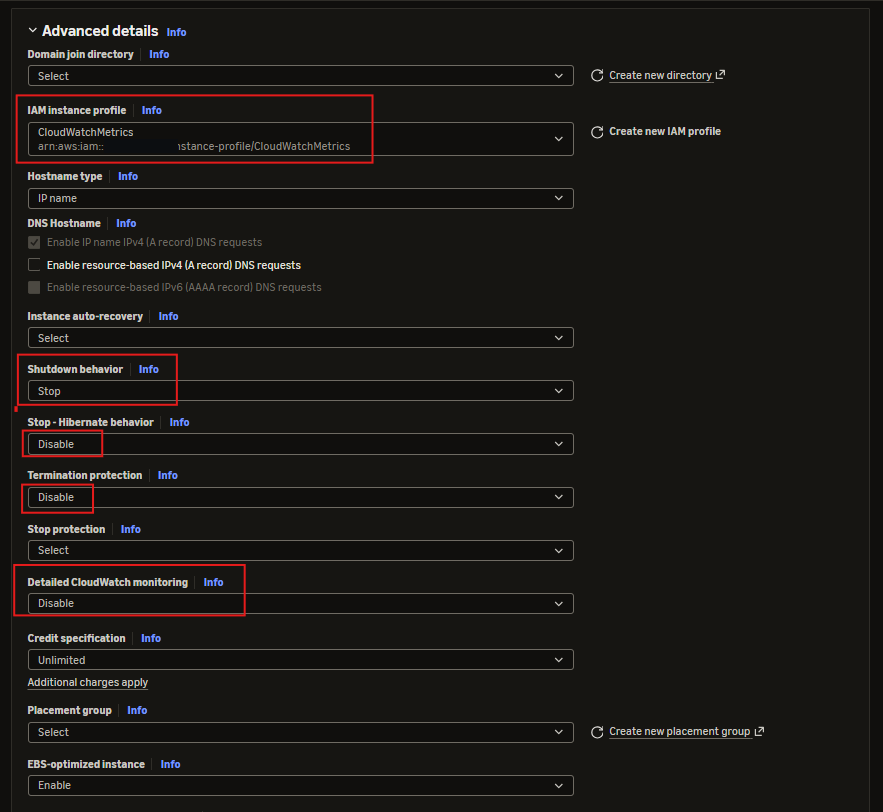 Advanced details Info
Domain join directory Info
Select
Create new directory
IAM instance profile Info
CloudWatchMetrics
arn:aws:iam:: nstance-profile/CloudWatchMetrics
Create new IAM profile
Hostname type Info
IP name
DNS Hostname Info
Enable IP name IPv4 (A record) DNS requests
Enable resource-based IPv4 (A record) DNS requests
Enable resource-based IPv6 (AAAA record) DNS requests
Instance auto-recovery Info
Select
Shutdown behavior Info
Stop
Stop - Hibernate behavior Info
Disable
Termination protection Info
Disable
Stop protection Info
Select
Detailed CloudWatch monitoring Info
Disable
Credit specification Info
Unlimited
Additional charges apply
Placement group Info
Select
Create new placement group
EBS-optimized instance Info
Enable